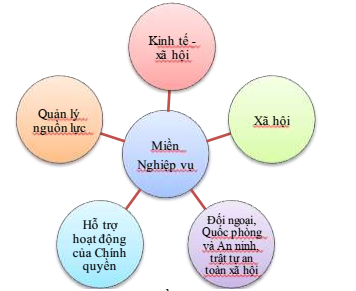 Kinh tế -
xã hội
Quản lý
nguồn lực
Xã hội
Miền
Nghiệp vụ
Hỗ trợ
hoạt động
của Chính
quyền
Đối ngoại,
Quốc phòng
và An ninh,
trật tự an
toàn xã hội